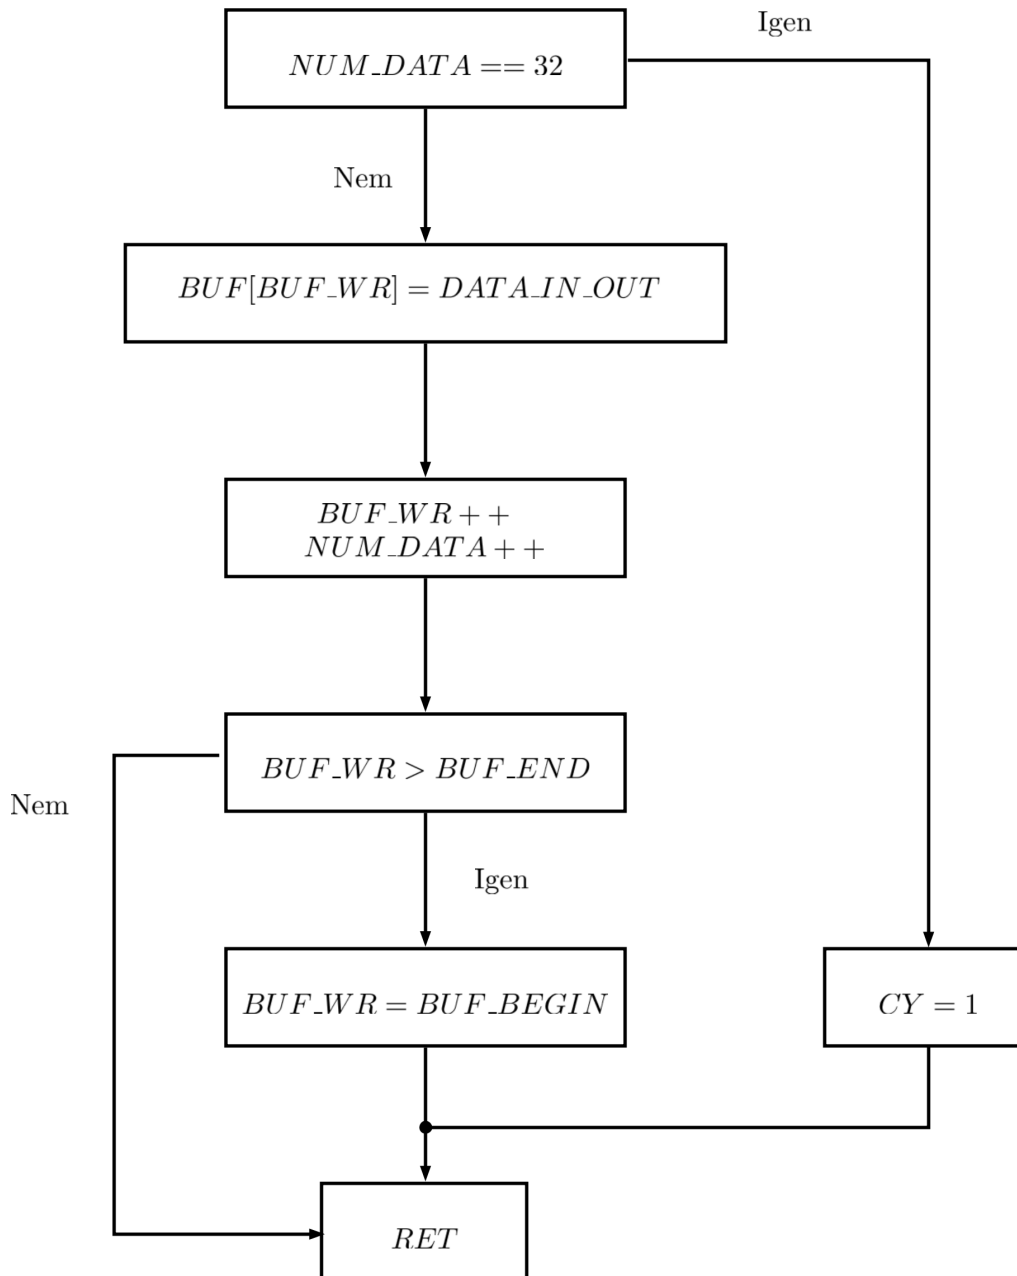 Igen
NUM_DATA == 32
Nem
BUF[BUF_WR] = DATA_IN_OUT
BUF_WR + +
NUM_DATA + +
BUF_WR > BUF_END
Nem
Igen
BUF_WR = BUF_BEGIN
CY = 1
RET